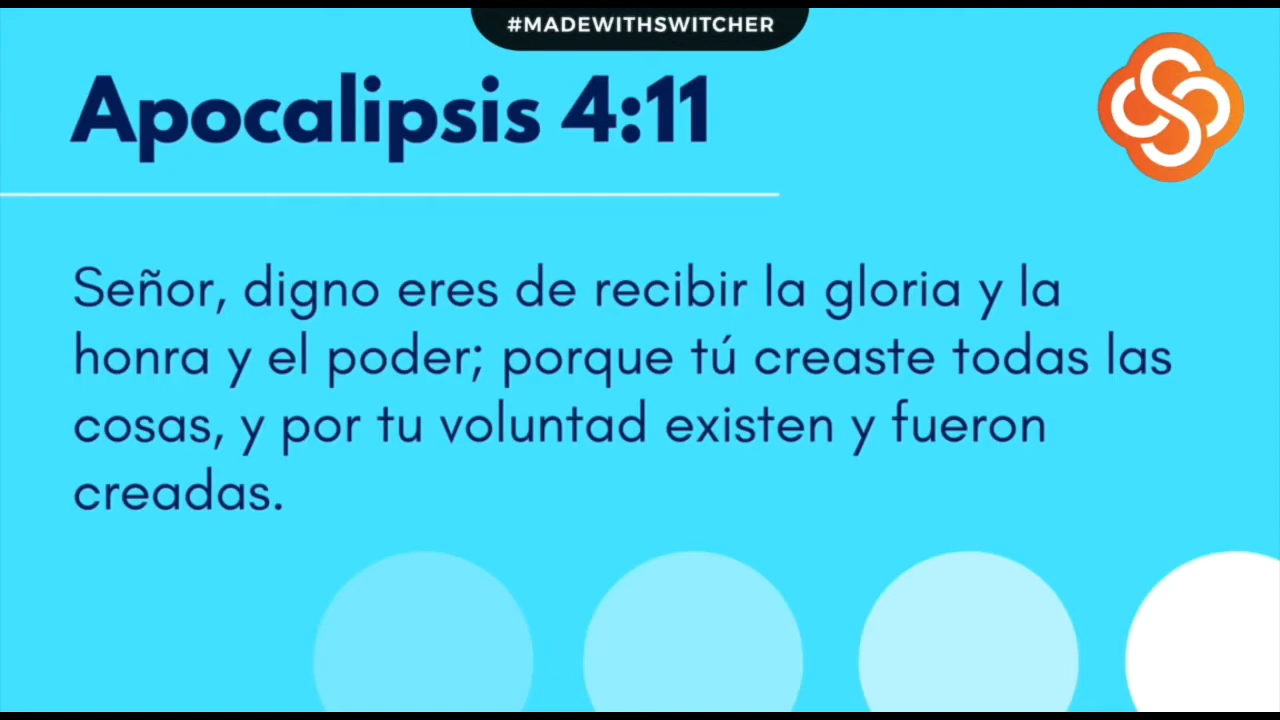 #MADEWITHSWITCHER
Apocalipsis 4:11
Señor, digno eres de recibir la gloria y la
honra y el poder; porque tú creaste todas las
cosas, y por tu voluntad existen y fueron
creadas.